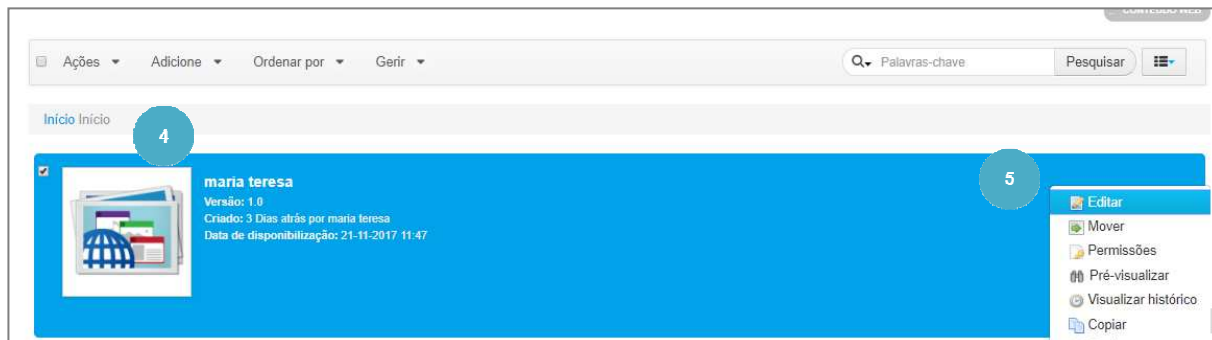 CONTEÚDO WEB
Ações Adicione Ordenar por Gerir Palavras-chave Pesquisar
Início Início
4
5
maria teresa
Versão: 1.0
Criado: 3 Dias atrás por maria teresa
Data de disponibilização: 21-11-2017 11:47
Editar
Mover
Permissões
Pré-visualizar
Visualizar histórico
Copiar